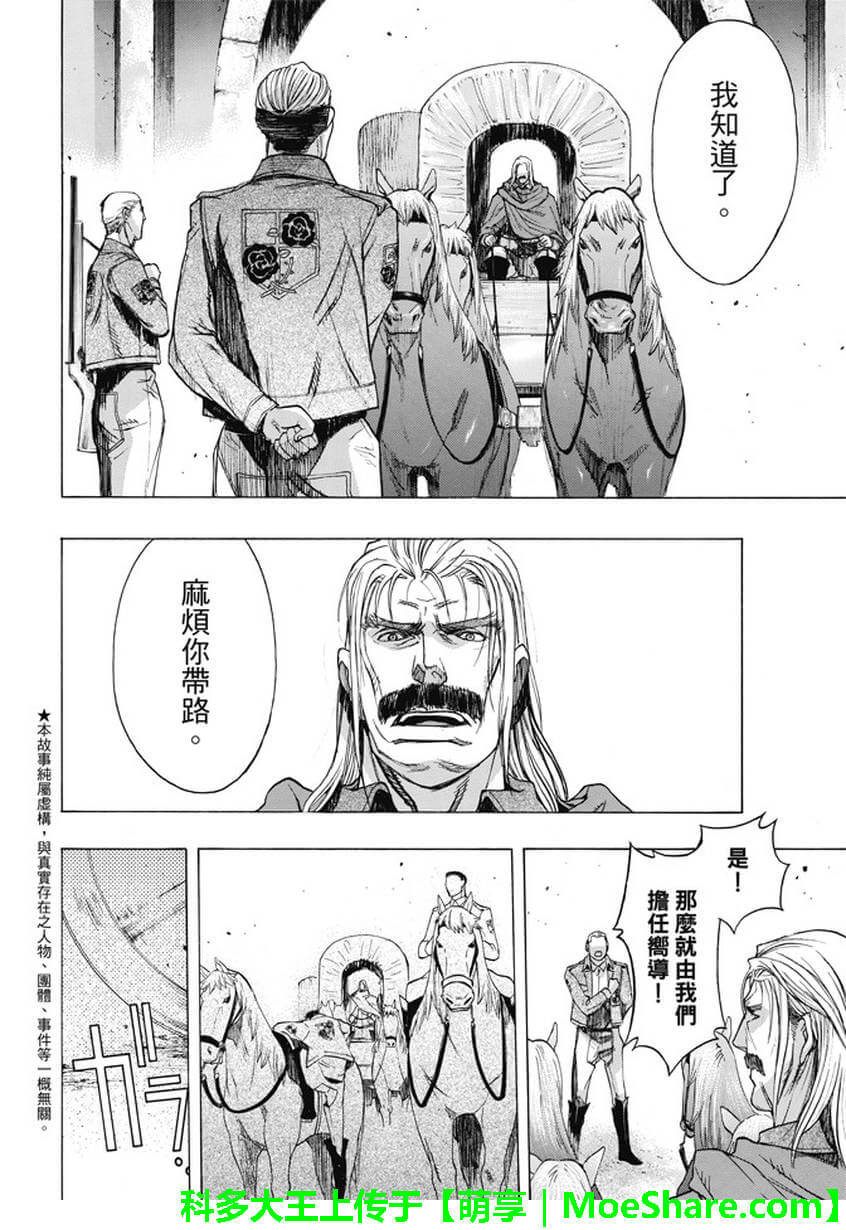 我知道了。
麻煩你帶路。
是！
那麼就由我們
擔任嚮導！
ガラ
★本故事純屬虛構，與真實存在之人物、團體、事件等一概無關。
科多大王上传于【萌享｜MoeShare.com】